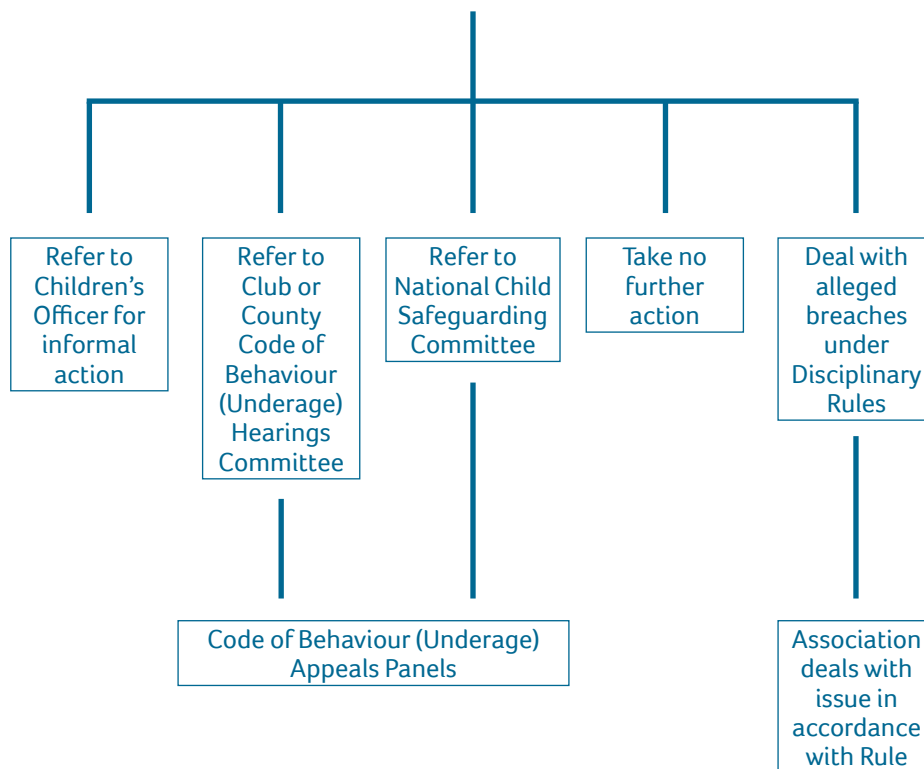 Refer to
Children’s
Officer for
informal
action
Refer to
Club or
County
Code of
Behaviour
(Underage)
Hearings
Committee
Refer to
National Child
Safeguarding
Committee
Take no
further
action
Deal with
alleged
breaches
under
Disciplinary
Rules
Code of Behaviour (Underage)
Appeals Panels
Association
deals with
issue in
accordance
with Rule